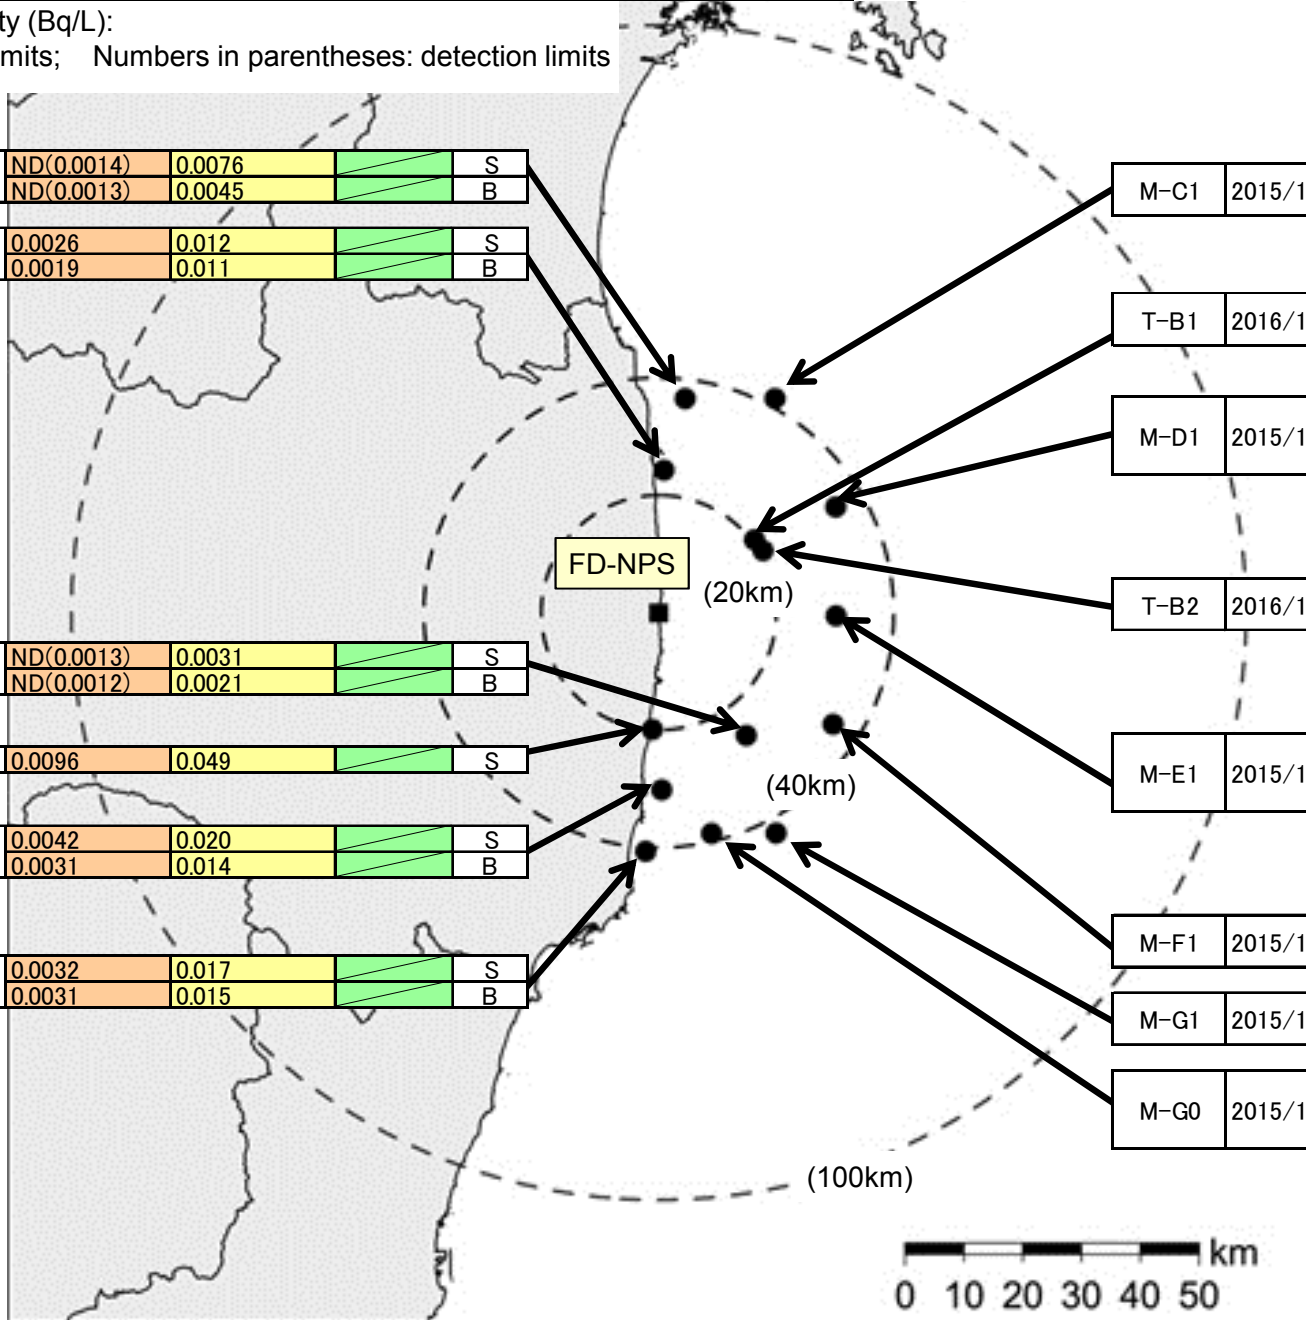 ty (Bq/L):
mits; Numbers in parentheses: detection limits
ND(0.0014) 0.0076 S
ND(0.0013) 0.0045 B
0.0026 0.012 S
0.0019 0.011 B
ND(0.0013) 0.0031 S
ND(0.0012) 0.0021 B
0.0096 0.049 S
0.0042 0.020 S
0.0031 0.014 B
0.0032 0.017 S
0.0031 0.015 B
FD-NPS
(20km)
(40km)
(100km)
M-C1 2015/1
T-B1 2016/1
M-D1 2015/1
T-B2 2016/1
M-E1 2015/1
M-F1 2015/1
M-G1 2015/1
M-G0 2015/1
km
0 10 20 30 40 50